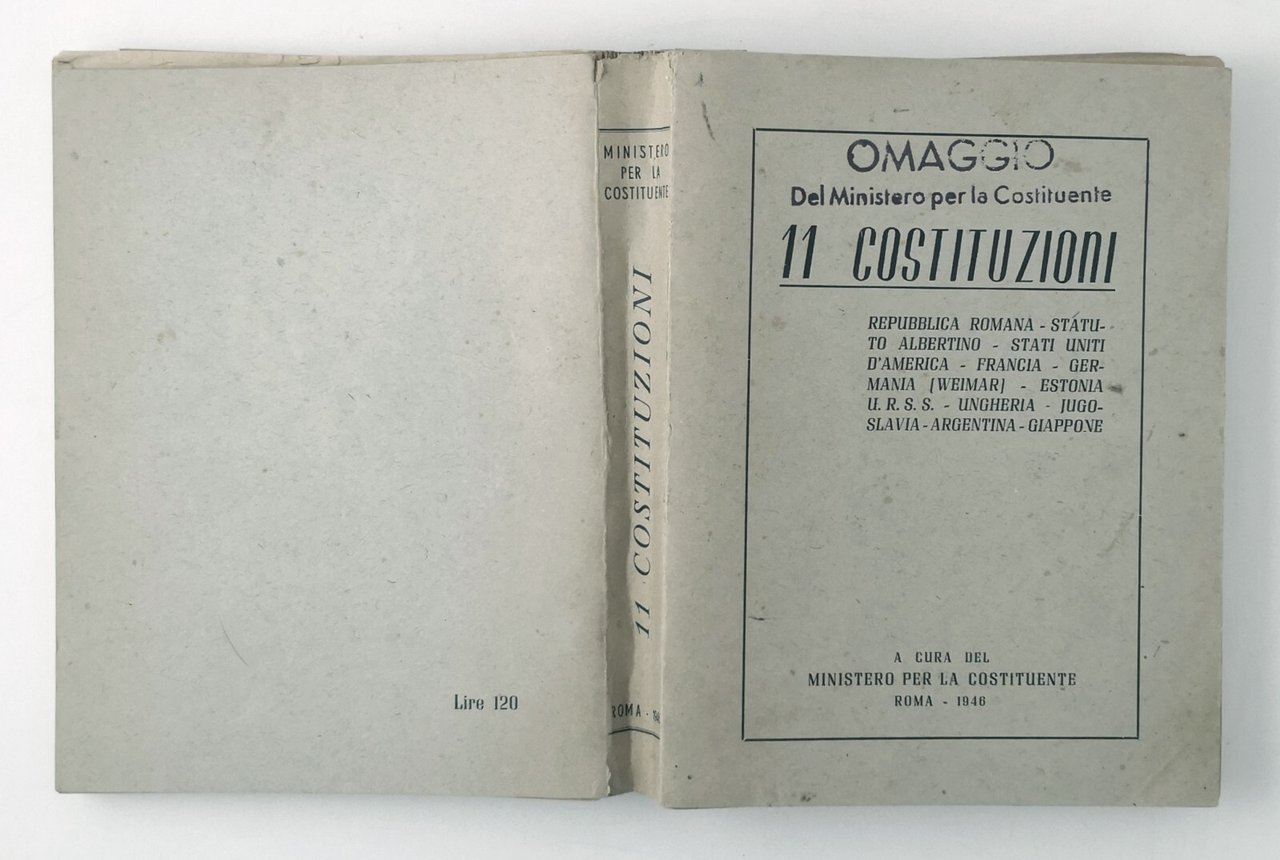 Lire 120
MINISTERO
PER LA
COSTITUENTE
11 COSTITUZIONI
ROMA - 1946
OMAGGIO
Del Ministero per la Costituente
11 COSTITUZIONI
REPUBBLICA ROMANA - STATU-
TO ALBERTINO - STATI UNITI
D'AMERICA - FRANCIA - GER-
MANIA (WEIMAR) - ESTONIA
U. R. S. S. - UNGHERIA - JUGO-
SLAVIA - ARGENTINA - GIAPPONE
A CURA DEL
MINISTERO PER LA COSTITUENTE
ROMA - 1946